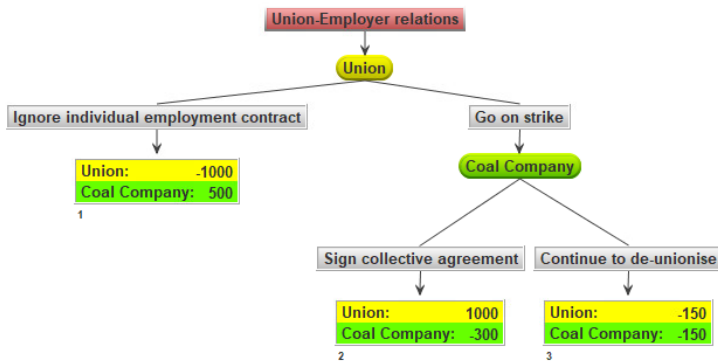 Union-Employer relations
Union
Ignore individual employment contract
Go on strike
Union: -1000
Coal Company: 500
1
Coal Company
Sign collective agreement
Continue to de-unionise
Union: 1000
Coal Company: -300
2
Union: -150
Coal Company: -150
3